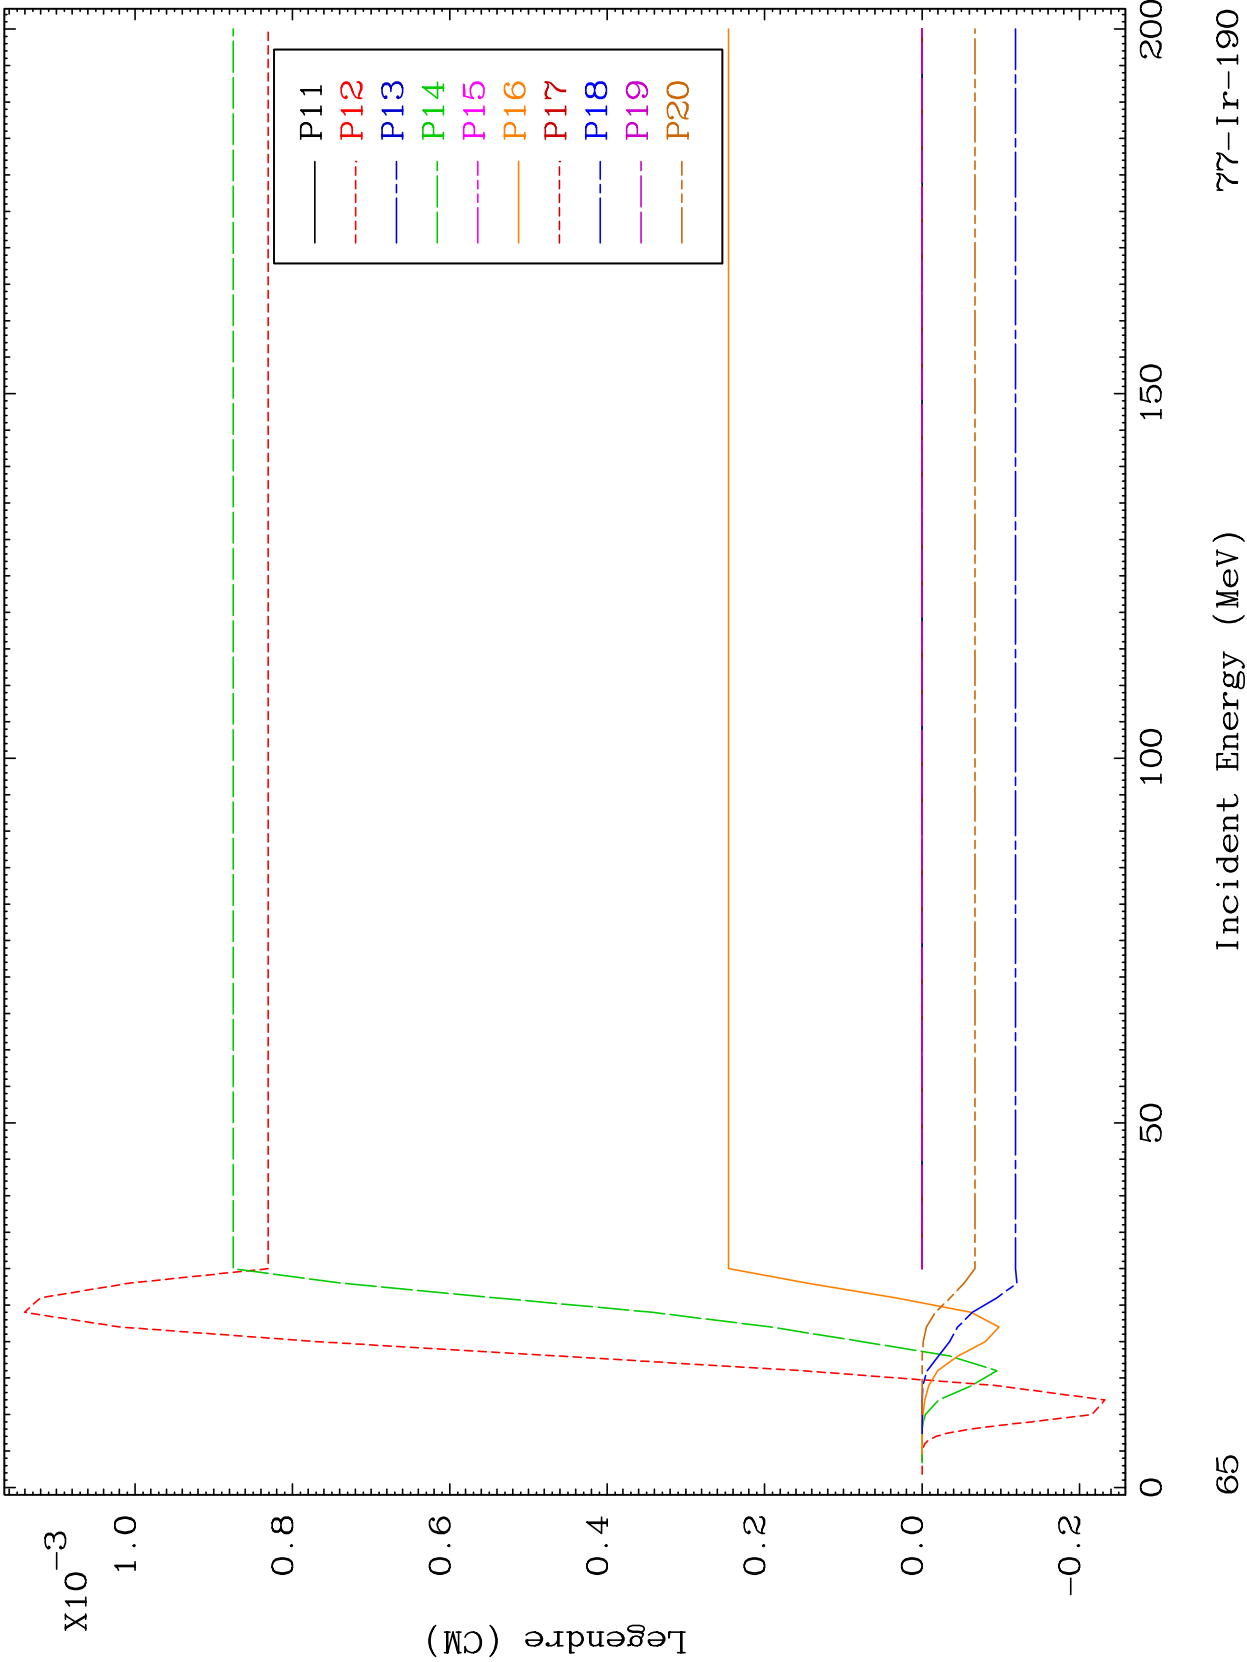 X10-3
1.0
0.8
0.6
0.4
0.2
0.0
-0.2
Legendre (CM)
P11
P12
P13
P14
P15
P16
P17
P18
P19
P20
0 50 100 150 200
65 Incident Energy (MeV) 77-Ir-190